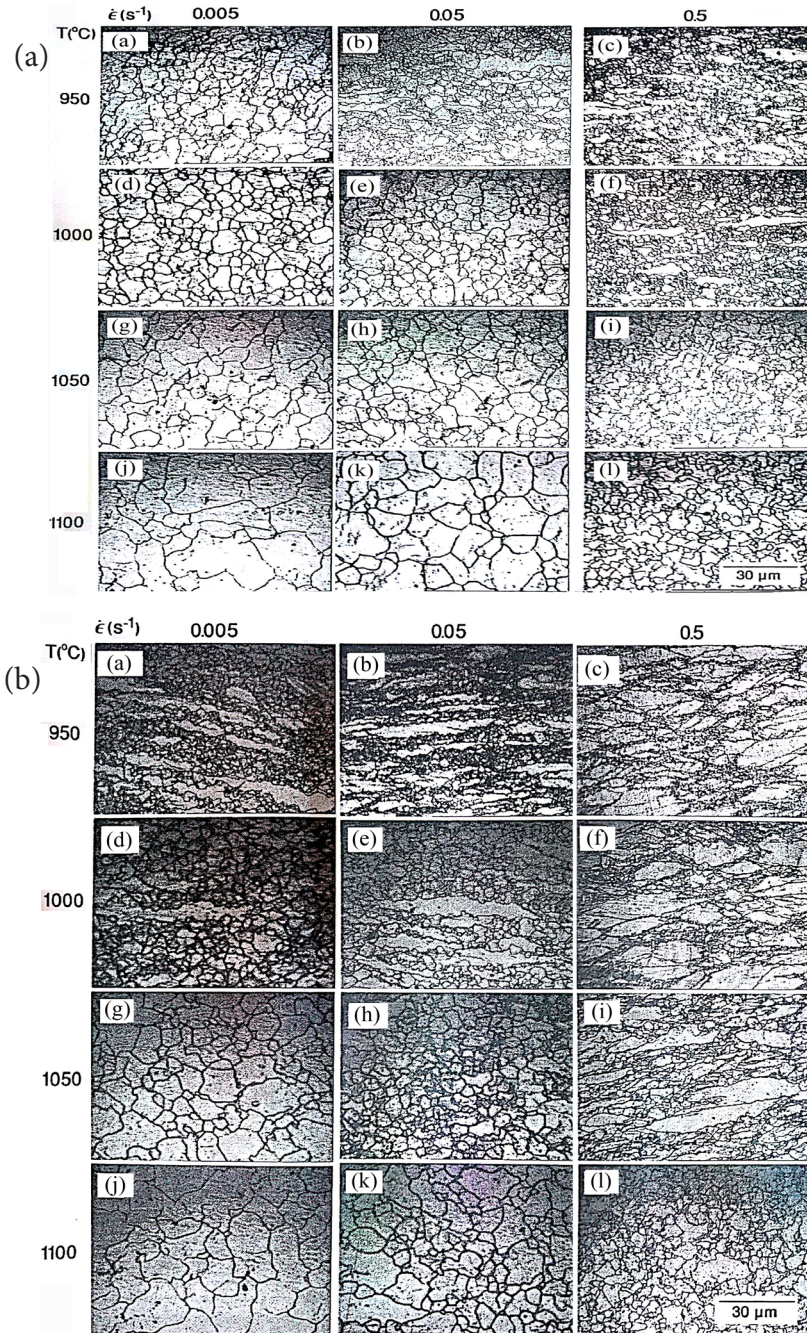 ε̇ (s⁻¹) 0.005 0.05 0.5
T(°C)
(a)
(a) (b) (c)
950
(d) (e) (f)
1000
(g) (h) (i)
1050
(j) (k) (l)
1100
30 µm
ε̇ (s⁻¹) 0.005 0.05 0.5
T(°C)
(b)
(a) (b) (c)
950
(d) (e) (f)
1000
(g) (h) (i)
1050
(j) (k) (l)
1100
30 µm